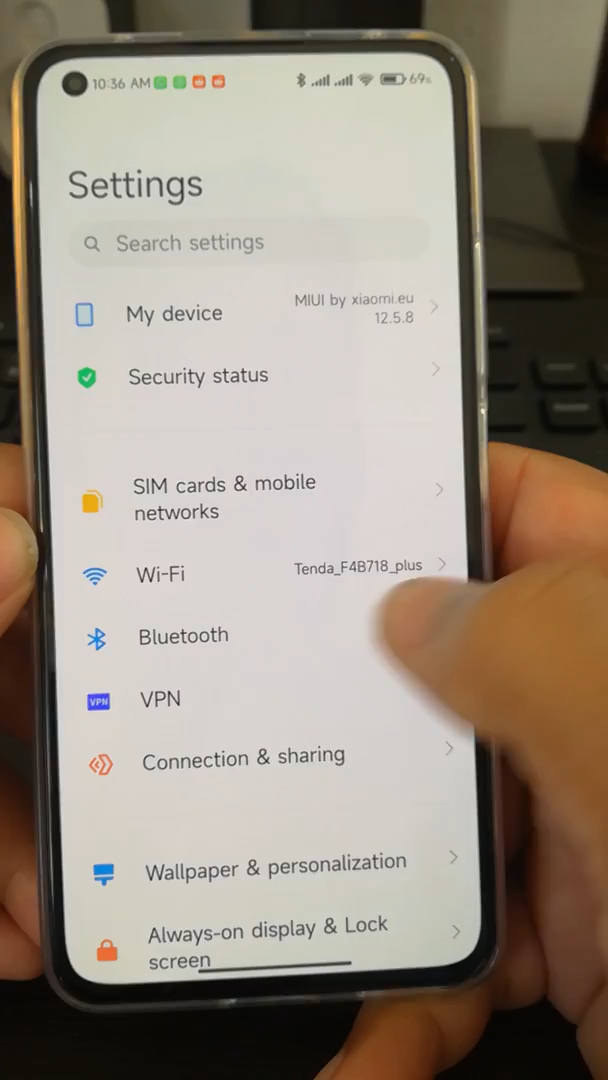 10:36 AM
69%
Settings
Search settings
My device
MIUI by xiaomi.eu
12.5.8
Security status
SIM cards & mobile
networks
Wi-Fi
Tenda_F4B718_plus
Bluetooth
VPN
VPN
Connection & sharing
Wallpaper & personalization
Always-on display & Lock
screen